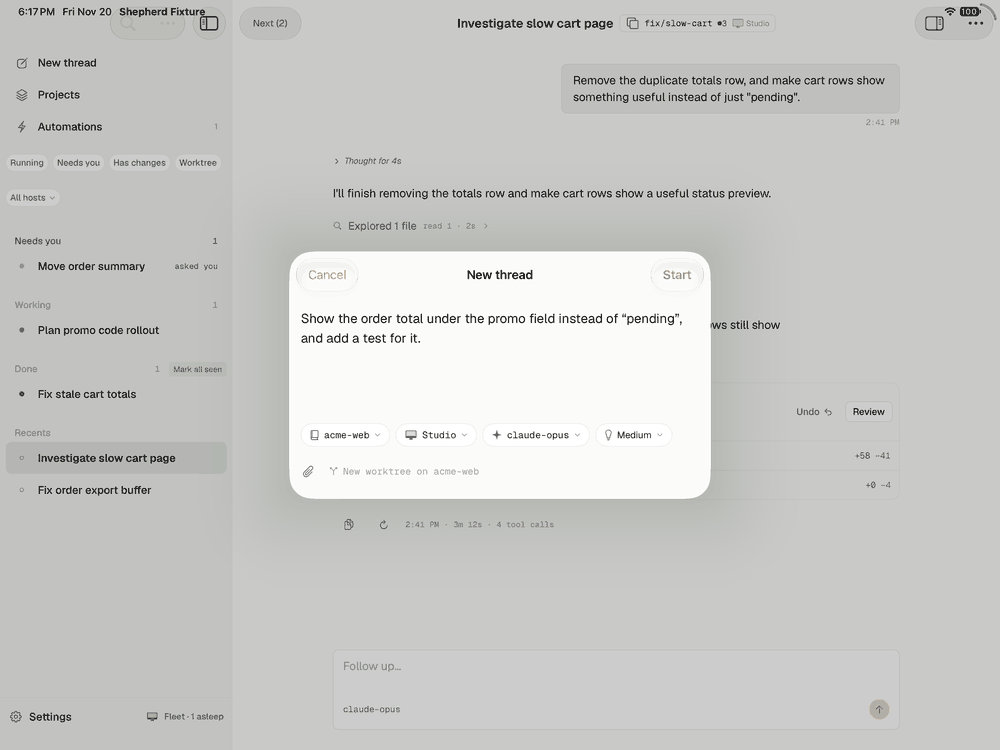 6:17 PM Fri Nov 20 Shepherd Fixture
100
Next (2)
Investigate slow cart page
fix/slow-cart
3
Studio
New thread
Projects
Automations
1
Running
Needs you
Has changes
Worktree
All hosts
Needs you
1
Move order summary
asked you
Working
1
Plan promo code rollout
Done
1
Mark all seen
Fix stale cart totals
Recents
Investigate slow cart page
Fix order export buffer
Settings
Fleet · 1 asleep
Remove the duplicate totals row, and make cart rows show
something useful instead of just "pending".
2:41 PM
Thought for 4s
I'll finish removing the totals row and make cart rows show a useful status preview.
Explored 1 file
read 1 · 2s
ws still show
Undo
Review
+58 −41
+0 −4
2:41 PM · 3m 12s · 4 tool calls
Follow up...
claude-opus
Cancel
New thread
Start
Show the order total under the promo field instead of “pending”,
and add a test for it.
acme-web
Studio
claude-opus
Medium
New worktree on acme-web